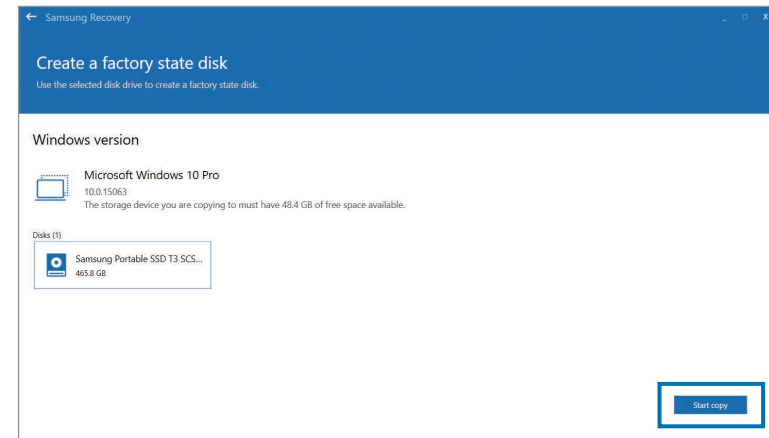 Samsung Recovery
Create a factory state disk
Use the selected disk drive to create a factory state disk.
Windows version
Microsoft Windows 10 Pro
10.0.15063
The storage device you are copying to must have 48.4 GB of free space available.
Disks (1)
Samsung Portable SSD T3 SCS...
465.8 GB
Start copy